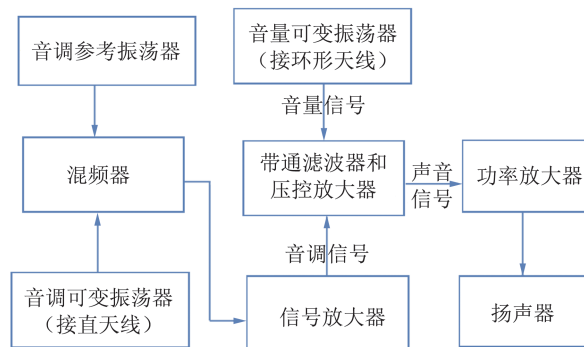 音调参考振荡器
音量可变振荡器
（接环形天线）
音量信号
混频器
带通滤波器和
压控放大器
声音
信号
功率放大器
音调信号
音调可变振荡器
（接直天线）
信号放大器
扬声器